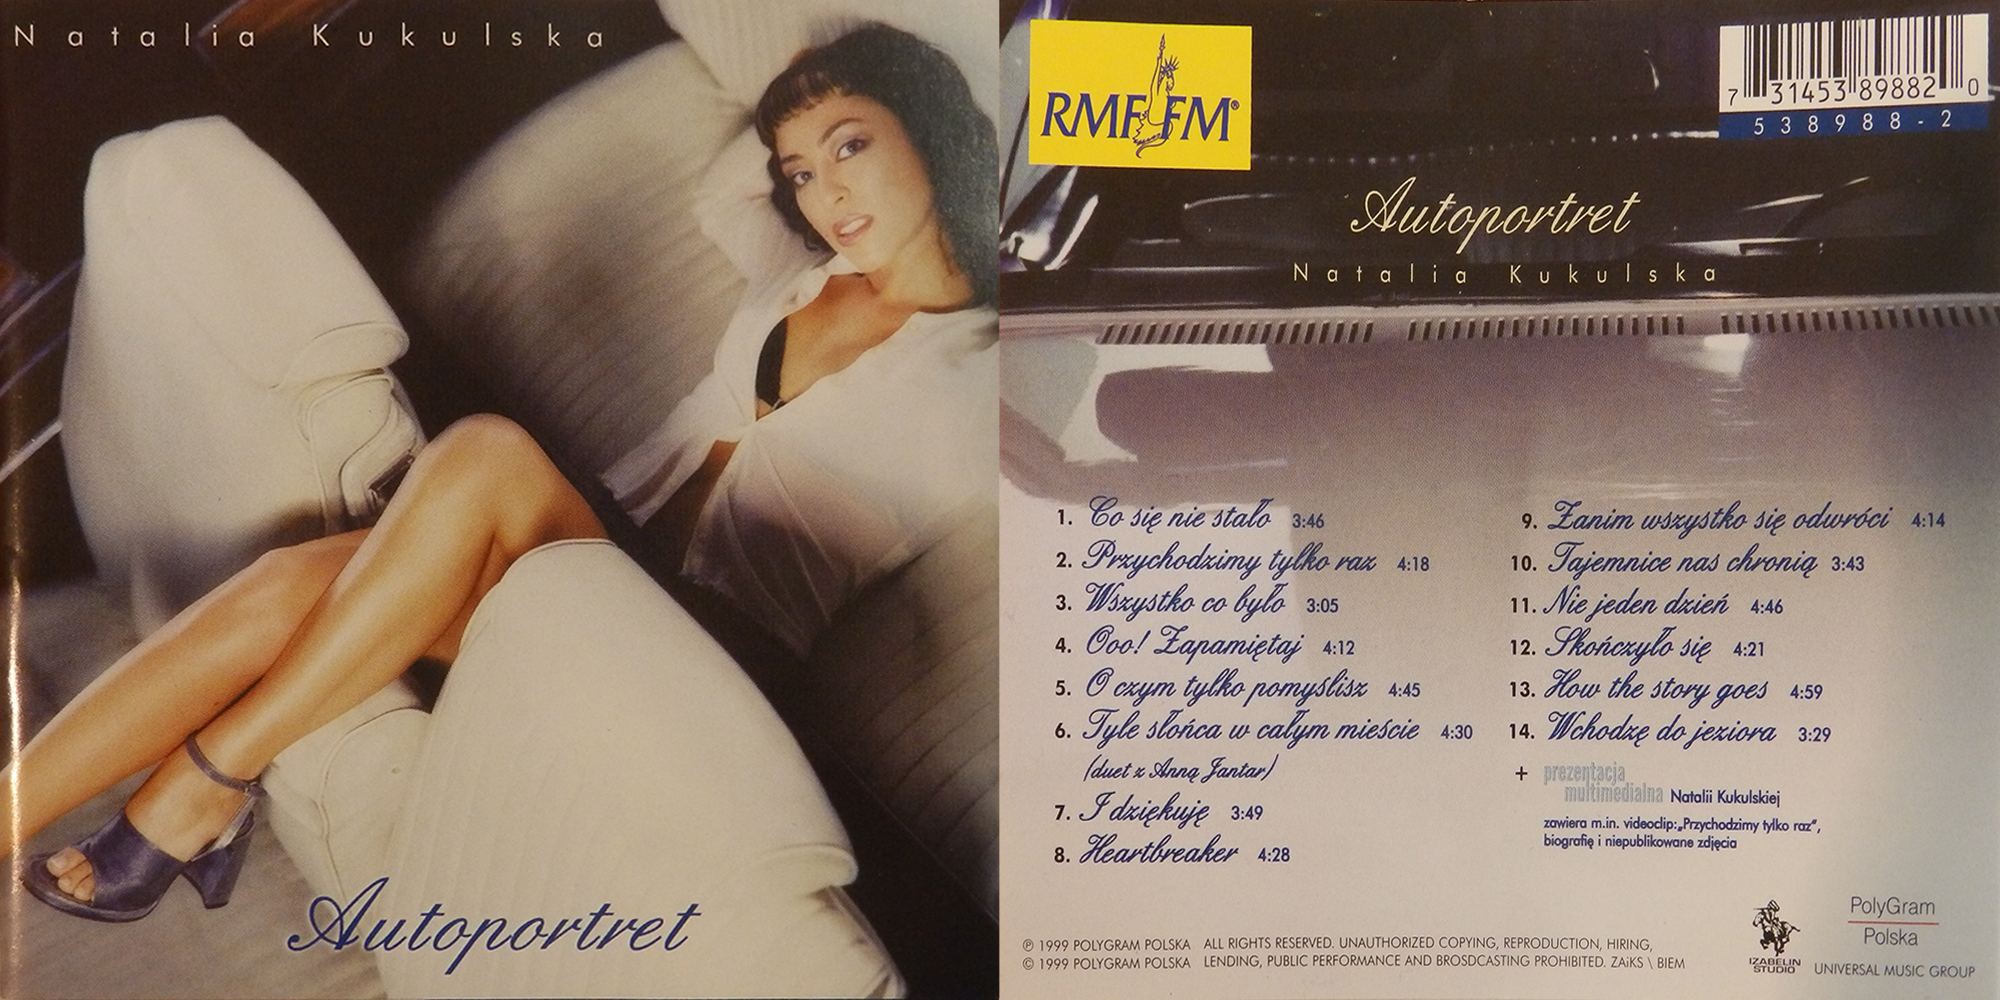 Natalia Kukulska
Autoportret
RMF FM®
7 31453 89882 0
538988-2
Autoportret
Natalia Kukulska
1. Co się nie stało 3:46
2. Przychodzimy tylko raz 4:18
3. Wszystko co było 3:05
4. Ooo! Zapamiętaj 4:12
5. O czym tylko pomyślisz 4:45
6. Tyle słońca w całym mieście 4:30
(duet z Anną Jantar)
7. I dziękuję 3:49
8. Heartbreaker 4:28
9. Zanim wszystko się odwróci 4:14
10. Tajemnice nas chronią 3:43
11. Nie jeden dzień 4:46
12. Skończyło się 4:21
13. How the story goes 4:59
14. Wchodzę do jeziora 3:29
+ prezentacja
multimedialna Natalii Kukulskiej
zawiera m.in. videoclip:„Przychodzimy tylko raz”,
biografię i niepublikowane zdjęcia
℗ 1999 POLYGRAM POLSKA ALL RIGHTS RESERVED. UNAUTHORIZED COPYING, REPRODUCTION, HIRING,
© 1999 POLYGRAM POLSKA LENDING, PUBLIC PERFORMANCE AND BROSDCASTING PROHIBITED. ZAiKS \ BIEM
IZABELIN
STUDIO
PolyGram
Polska
UNIVERSAL MUSIC GROUP